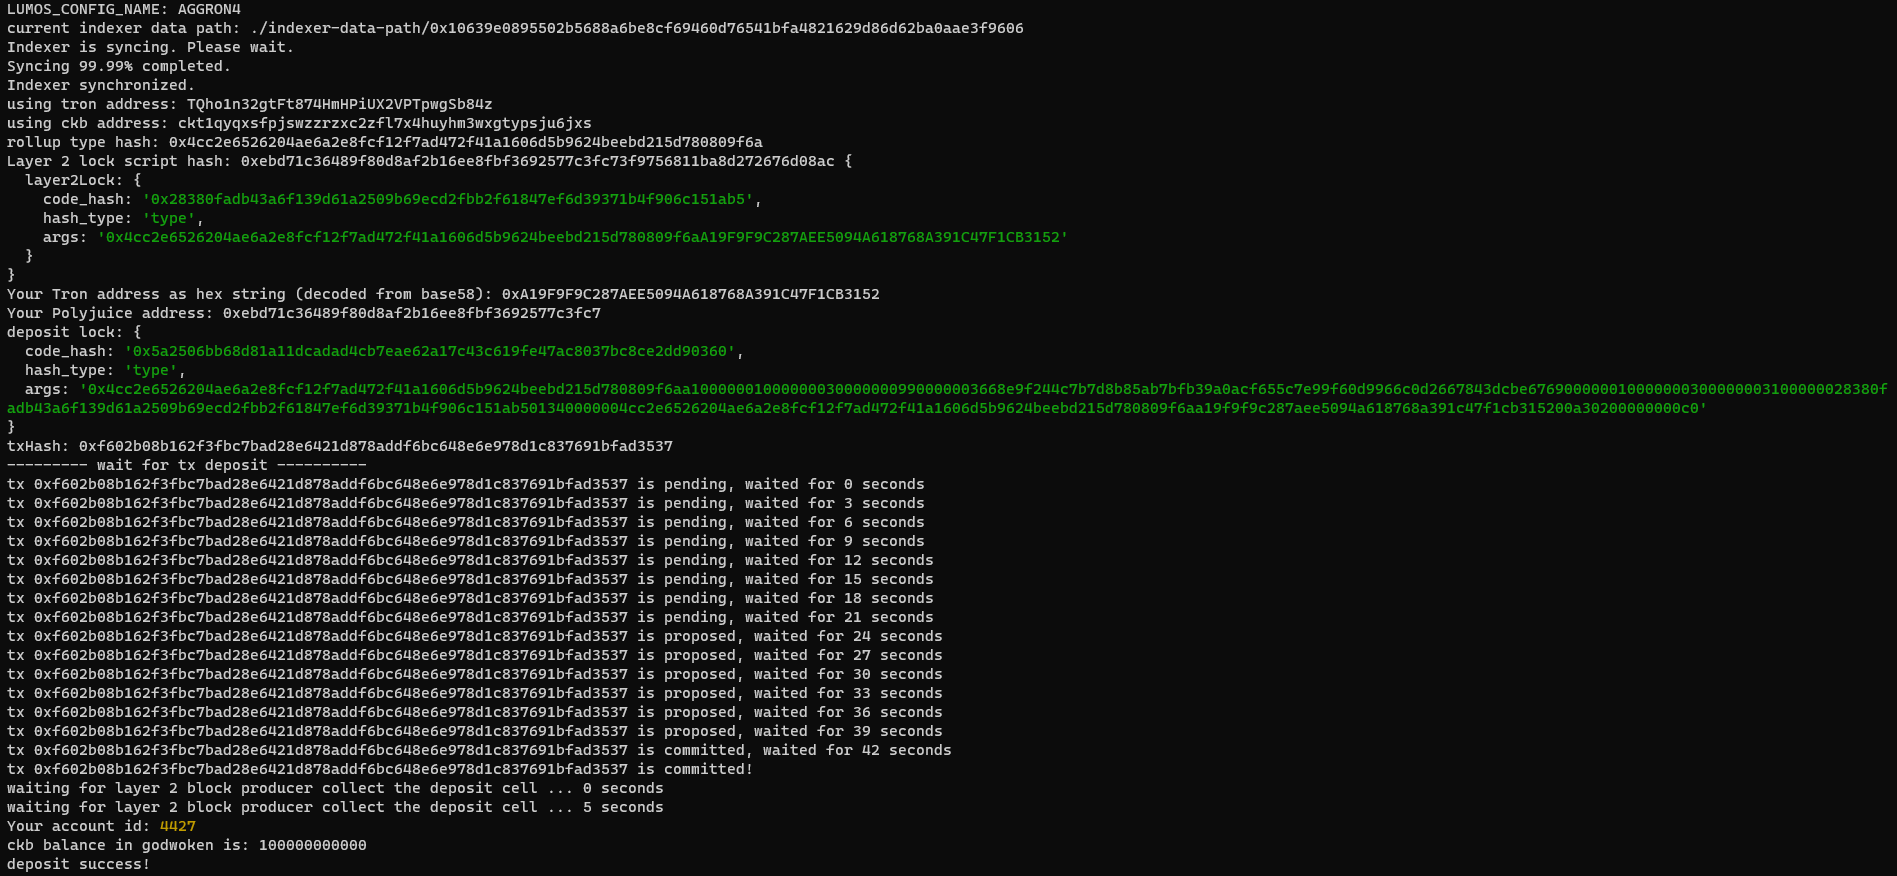 LUMOS_CONFIG_NAME: AGGRON4
current indexer data path: ./indexer-data-path/0x10639e0895502b5688a6be8cf69460d76541bfa4821629d86d62ba0aae3f9606
Indexer is syncing. Please wait.
Syncing 99.99% completed.
Indexer synchronized.
using tron address: TQho1n32gtFt874HmHPiUX2VPTpwgSb84z
using ckb address: ckt1qyqxsfpjswzzrzxc2zfl7x4huyhm3wxgtypsju6jxs
rollup type hash: 0x4cc2e6526204ae6a2e8fcf12f7ad472f41a1606d5b9624beebd215d780809f6a
Layer 2 lock script hash: 0xebd71c36489f80d8af2b16ee8fbf3692577c3fc73f9756811ba8d272676d08ac {
  layer2Lock: {
    code_hash: '0x28380fadb43a6f139d61a2509b69ecd2fbb2f61847ef6d39371b4f906c151ab5',
    hash_type: 'type',
    args: '0x4cc2e6526204ae6a2e8fcf12f7ad472f41a1606d5b9624beebd215d780809f6aA19F9F9C287AEE5094A618768A391C47F1CB3152'
  }
}
Your Tron address as hex string (decoded from base58): 0xA19F9F9C287AEE5094A618768A391C47F1CB3152
Your Polyjuice address: 0xebd71c36489f80d8af2b16ee8fbf3692577c3fc7
deposit lock: {
  code_hash: '0x5a2506bb68d81a11dcadad4cb7eae62a17c43c619fe47ac8037bc8ce2dd90360',
  hash_type: 'type',
  args: '0x4cc2e6526204ae6a2e8fcf12f7ad472f41a1606d5b9624beebd215d780809f6aa10000001000000030000000990000003668e9f244c7b7d8b85ab7bfb39a0acf655c7e99f60d9966c0d2667843dcbe67690000001000000030000003100000028380f
adb43a6f139d61a2509b69ecd2fbb2f61847ef6d39371b4f906c151ab501340000004cc2e6526204ae6a2e8fcf12f7ad472f41a1606d5b9624beebd215d780809f6aa19f9f9c287aee5094a618768a391c47f1cb315200a30200000000c0'
}
txHash: 0xf602b08b162f3fbc7bad28e6421d878addf6bc648e6e978d1c837691bfad3537
--------- wait for tx deposit ----------
tx 0xf602b08b162f3fbc7bad28e6421d878addf6bc648e6e978d1c837691bfad3537 is pending, waited for 0 seconds
tx 0xf602b08b162f3fbc7bad28e6421d878addf6bc648e6e978d1c837691bfad3537 is pending, waited for 3 seconds
tx 0xf602b08b162f3fbc7bad28e6421d878addf6bc648e6e978d1c837691bfad3537 is pending, waited for 6 seconds
tx 0xf602b08b162f3fbc7bad28e6421d878addf6bc648e6e978d1c837691bfad3537 is pending, waited for 9 seconds
tx 0xf602b08b162f3fbc7bad28e6421d878addf6bc648e6e978d1c837691bfad3537 is pending, waited for 12 seconds
tx 0xf602b08b162f3fbc7bad28e6421d878addf6bc648e6e978d1c837691bfad3537 is pending, waited for 15 seconds
tx 0xf602b08b162f3fbc7bad28e6421d878addf6bc648e6e978d1c837691bfad3537 is pending, waited for 18 seconds
tx 0xf602b08b162f3fbc7bad28e6421d878addf6bc648e6e978d1c837691bfad3537 is pending, waited for 21 seconds
tx 0xf602b08b162f3fbc7bad28e6421d878addf6bc648e6e978d1c837691bfad3537 is proposed, waited for 24 seconds
tx 0xf602b08b162f3fbc7bad28e6421d878addf6bc648e6e978d1c837691bfad3537 is proposed, waited for 27 seconds
tx 0xf602b08b162f3fbc7bad28e6421d878addf6bc648e6e978d1c837691bfad3537 is proposed, waited for 30 seconds
tx 0xf602b08b162f3fbc7bad28e6421d878addf6bc648e6e978d1c837691bfad3537 is proposed, waited for 33 seconds
tx 0xf602b08b162f3fbc7bad28e6421d878addf6bc648e6e978d1c837691bfad3537 is proposed, waited for 36 seconds
tx 0xf602b08b162f3fbc7bad28e6421d878addf6bc648e6e978d1c837691bfad3537 is proposed, waited for 39 seconds
tx 0xf602b08b162f3fbc7bad28e6421d878addf6bc648e6e978d1c837691bfad3537 is committed, waited for 42 seconds
tx 0xf602b08b162f3fbc7bad28e6421d878addf6bc648e6e978d1c837691bfad3537 is committed!
waiting for layer 2 block producer collect the deposit cell ... 0 seconds
waiting for layer 2 block producer collect the deposit cell ... 5 seconds
Your account id: 4427
ckb balance in godwoken is: 100000000000
deposit success!